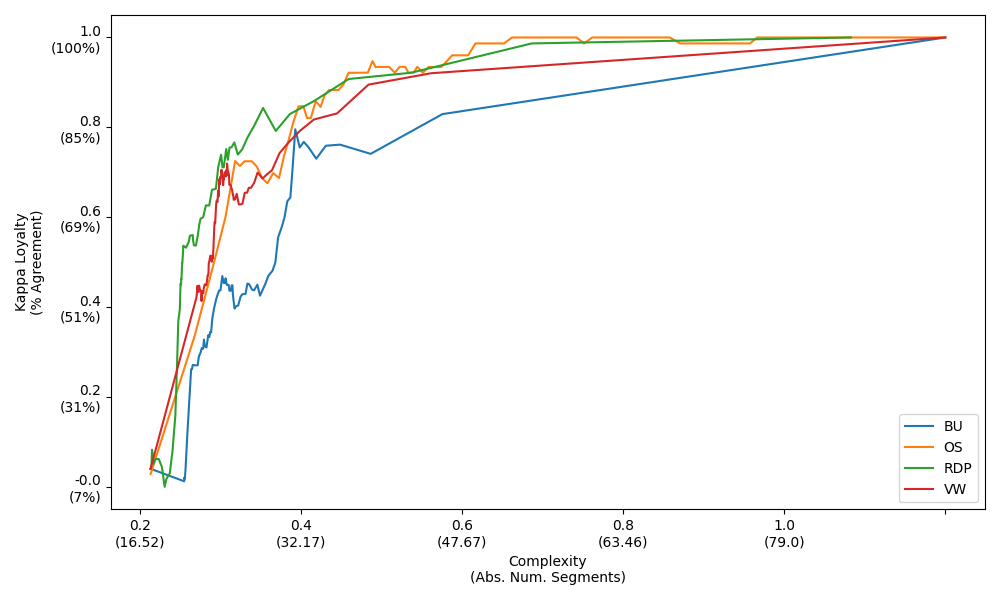 1.0
(100%)
0.8
(85%)
0.6
(69%)
0.4
(51%)
0.2
(31%)
-0.0
(7%)
Kappa Loyalty
(% Agreement)
BU
OS
RDP
VW
0.2
(16.52)
0.4
(32.17)
0.6
(47.67)
0.8
(63.46)
1.0
(79.0)
Complexity
(Abs. Num. Segments)